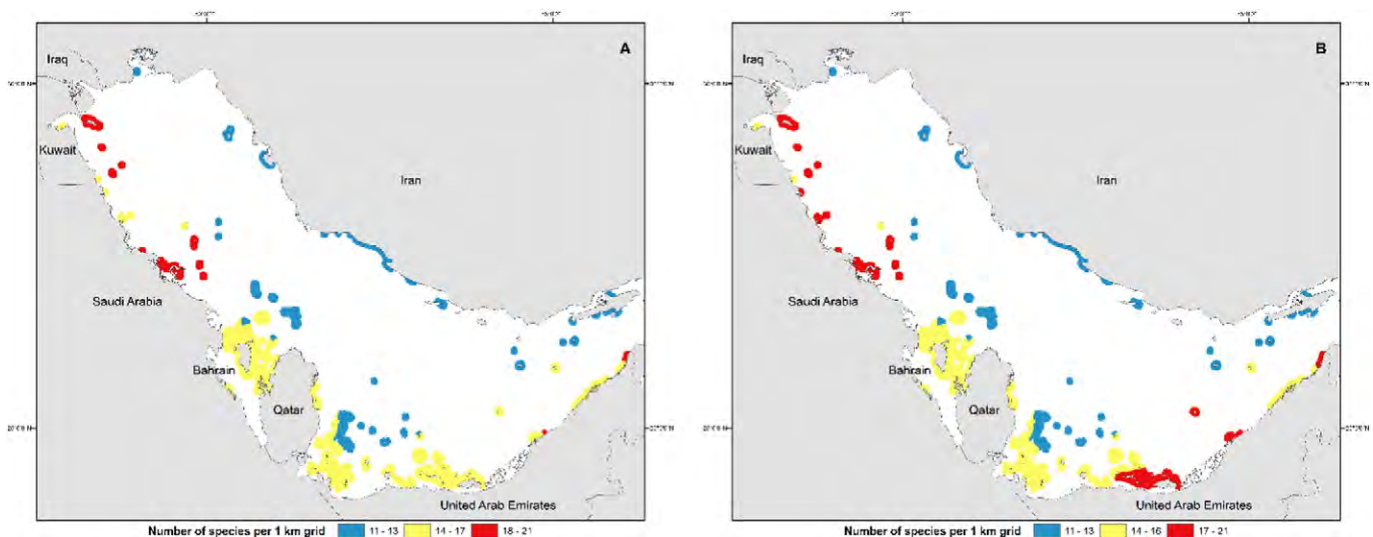 A
Iraq
Kuwait
Iran
Saudi Arabia
Bahrain
Qatar
United Arab Emirates
Number of species per 1 km grid 11 - 13 14 - 17 18 - 21
B
Iraq
Kuwait
Iran
Saudi Arabia
Bahrain
Qatar
United Arab Emirates
Number of species per 1 km grid 11 - 13 14 - 16 17 - 21